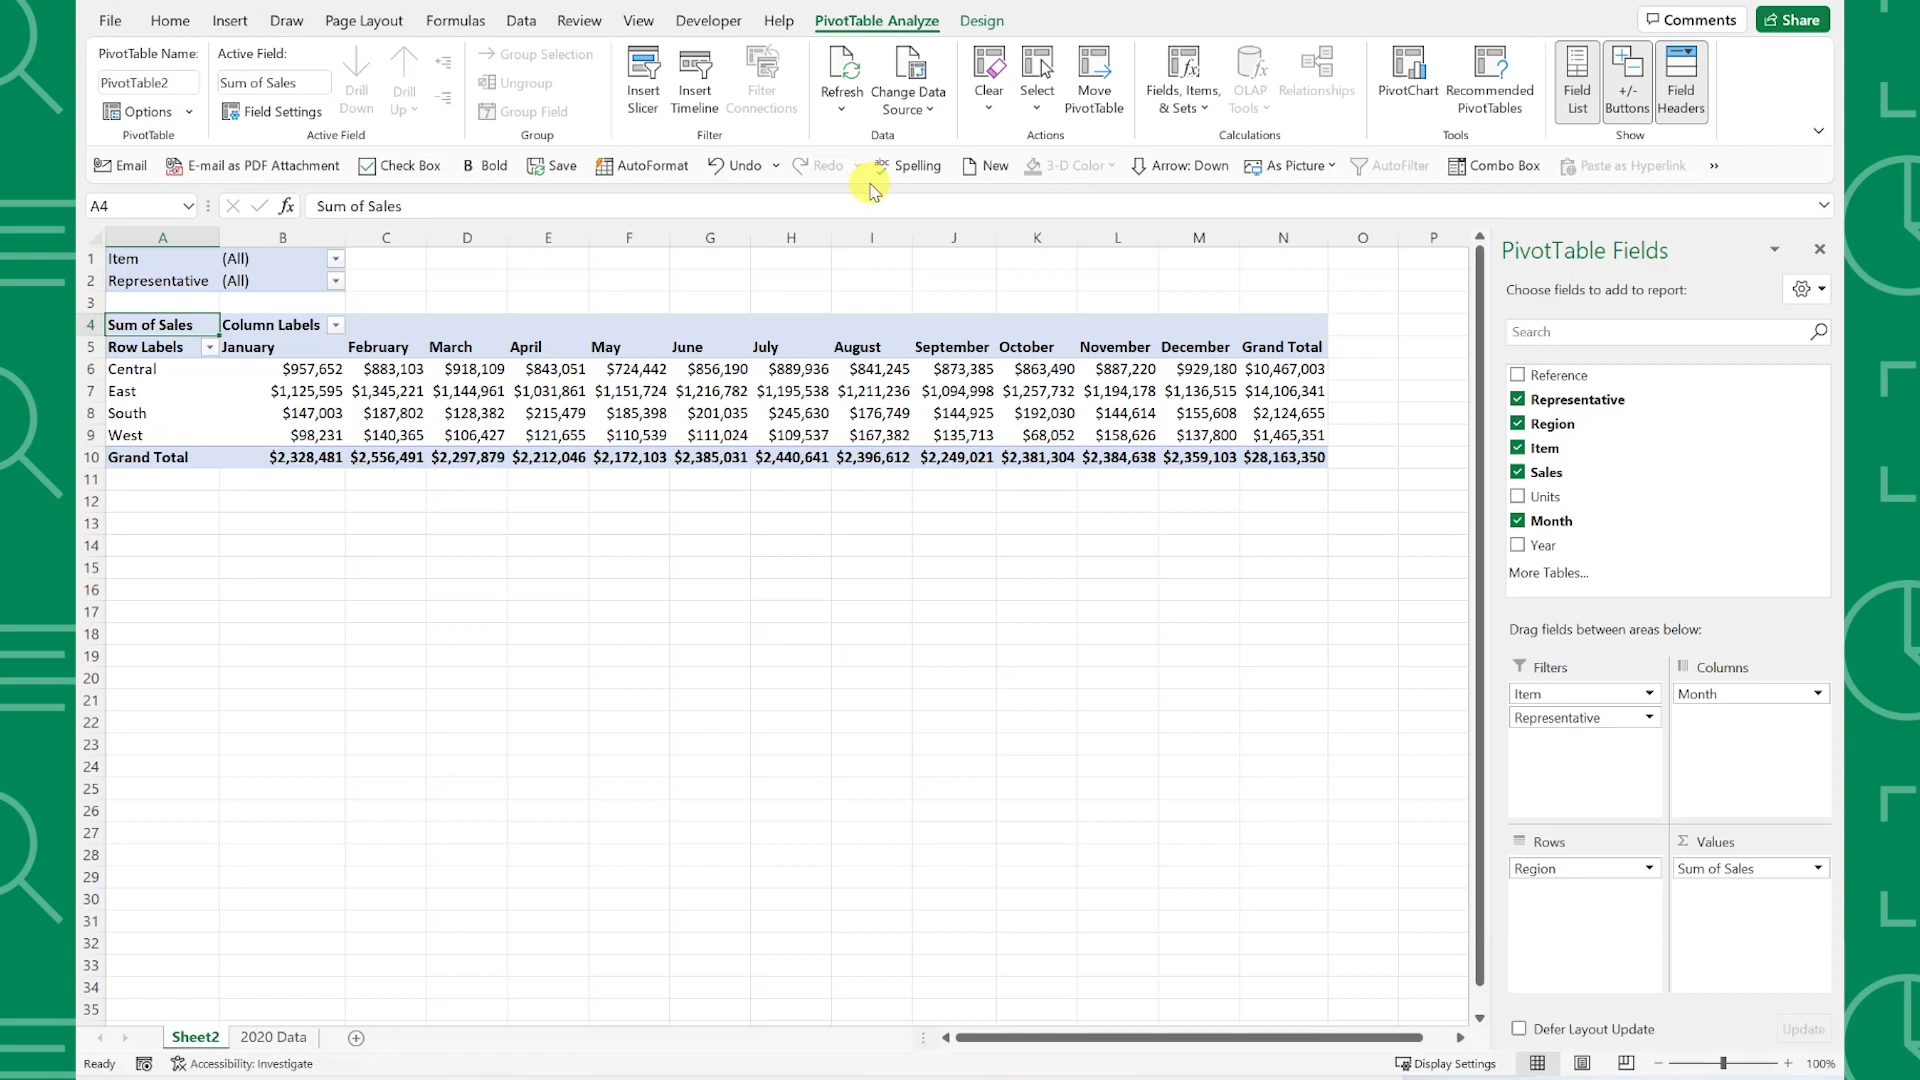 File Home Insert Draw Page Layout Formulas Data Review View Developer Help PivotTable Analyze Design Comments Share
PivotTable Name:
PivotTable2
Options
PivotTable
Active Field:
Sum of Sales
Field Settings
Drill Down
Drill Up
Active Field
Group Selection
Ungroup
Group Field
Group
Insert Slicer
Insert Timeline
Filter Connections
Filter
Refresh
Change Data Source
Data
Clear
Select
Move PivotTable
Actions
Fields, Items, & Sets
OLAP Tools
Relationships
Calculations
PivotChart
Recommended PivotTables
Tools
Field List
+/- Buttons
Field Headers
Show
Email E-mail as PDF Attachment Check Box B Bold Save AutoFormat Undo Redo abc Spelling New 3-D Color Arrow: Down As Picture AutoFilter Combo Box Paste as Hyperlink »
A4 fx Sum of Sales
A B C D E F G H I J K L M N O P
1 Item (All)
2 Representative (All)
3
4 Sum of Sales Column Labels
5 Row Labels January February March April May June July August September October November December Grand Total
6 Central $957,652 $883,103 $918,109 $843,051 $724,442 $856,190 $889,936 $841,245 $873,385 $863,490 $887,220 $929,180 $10,467,003
7 East $1,125,595 $1,345,221 $1,144,961 $1,031,861 $1,151,724 $1,216,782 $1,195,538 $1,211,236 $1,094,998 $1,257,732 $1,194,178 $1,136,515 $14,106,341
8 South $147,003 $187,802 $128,382 $215,479 $185,398 $201,035 $245,630 $176,749 $144,925 $192,030 $144,614 $155,608 $2,124,655
9 West $98,231 $140,365 $106,427 $121,655 $110,539 $111,024 $109,537 $167,382 $135,713 $68,052 $158,626 $137,800 $1,465,351
10 Grand Total $2,328,481 $2,556,491 $2,297,879 $2,212,046 $2,172,103 $2,385,031 $2,440,641 $2,396,612 $2,249,021 $2,381,304 $2,384,638 $2,359,103 $28,163,350
11
12
13
14
15
16
17
18
19
20
21
22
23
24
25
26
27
28
29
30
31
32
33
34
35
PivotTable Fields
Choose fields to add to report:
Search
Reference
Representative
Region
Item
Sales
Units
Month
Year
More Tables...
Drag fields between areas below:
Filters
Item
Representative
Columns
Month
Rows
Region
Σ Values
Sum of Sales
Defer Layout Update Update
Sheet2 2020 Data
Ready Accessibility: Investigate Display Settings 100%